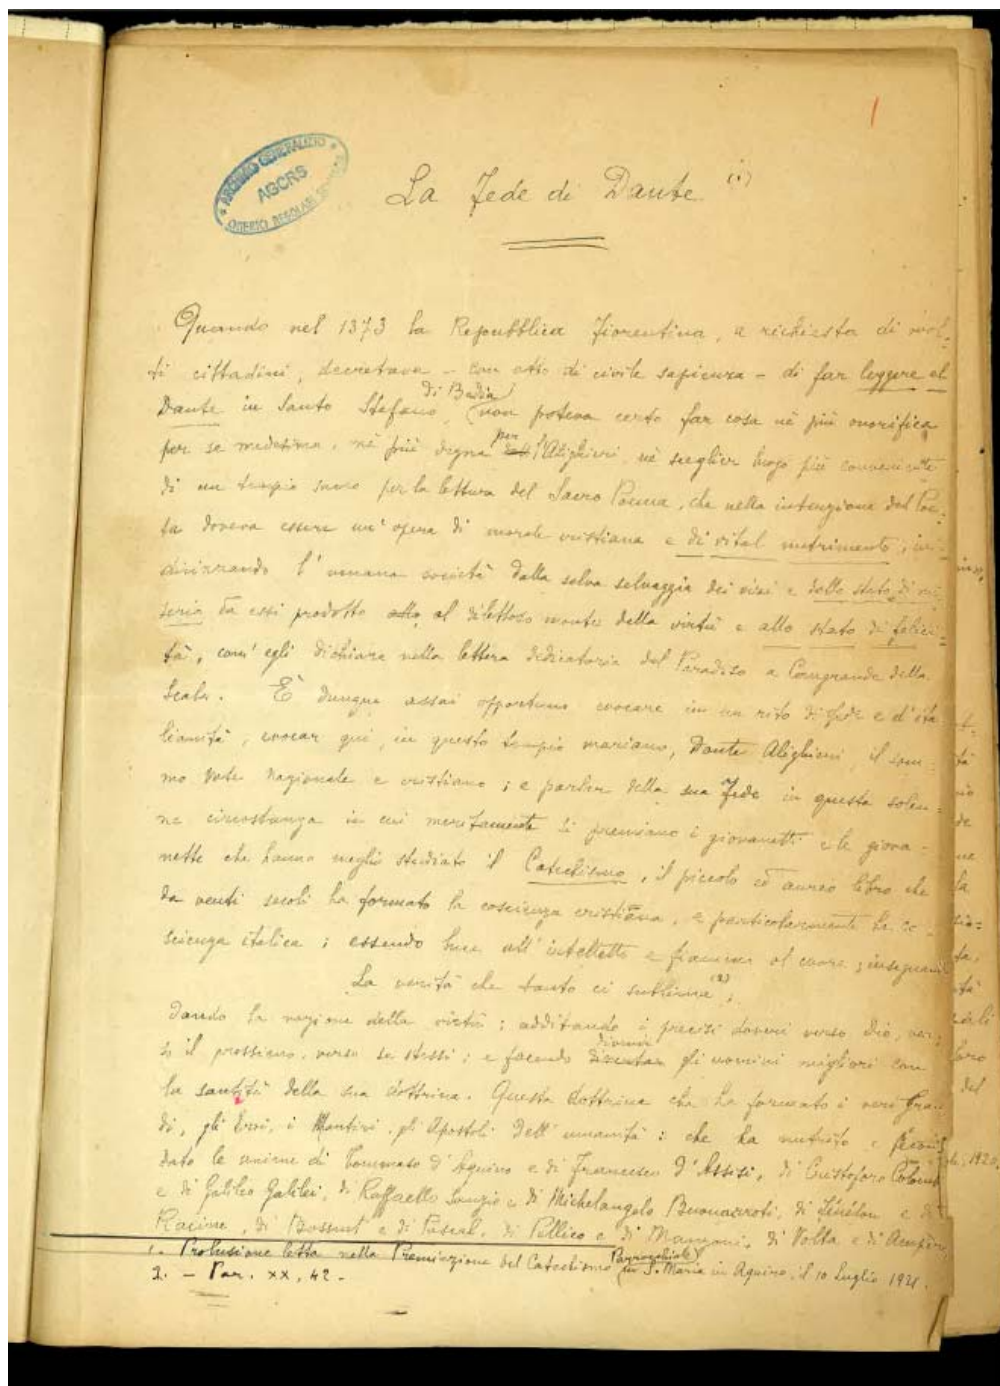 1
ARCHIVIO GENERALIZIO
AGCRS
La Fede di Dante (1)
Quando nel 1373 la Repubblica Fiorentina, a richiesta di mol-
ti cittadini, decretava - con atto di civile sapienza - di far leggere el
Dante in Santo Stefano di Badia non poteva certo far cosa nè più onorifica
per se medesima, nè più degna per l'Alighieri, nè sceglier luogo più conveniente
di un tempio sacro per la lettura del Sacro Poema, che nella intenzione del Poe-
ta doveva essere un'opera di morale cristiana e di vital nutrimento, in-
dirizzando l'umana società dalla selva selvaggia dei vizi e dallo stato di mi-
seria da essi prodotto al dilettoso monte della virtù e allo stato di felici-
tà, com'egli dichiara nella lettera dedicatoria del Paradiso a Cangrande della
Scala. È dunque assai opportuno evocare in un rito di fede e d'ita
lianità, evocar qui, in questo tempio mariano, Dante Alighieri, il som-
mo Vate nazionale e cristiano; e parlar della sua Fede in questa solen-
ne circostanza in cui meritamente si premiano i giovanetti e le giova-
nette che hanno meglio studiato il Catechismo, il piccolo ed aureo libro che
da venti secoli ha formato la coscienza cristiana, e particolarmente la co-
scienza italica; essendo luce all'intelletto e fiamma al cuore; insegnando
La verità che tanto ci sublima (2),
Dando la ragione della virtù; additando i precisi doveri verso Dio, ver-
so il prossimo, verso se stessi; e facendo divenir diventar gli uomini migliori con
la santità della sua dottrina. Questa dottrina che ha formato i veri Gran
di, gli Eroi, i Martiri, gli Apostoli dell'umanità: che ha nutrito e
dato le anime di Tommaso d'Aquino e di Francesco d'Assisi, di Cristoforo Colombo
e di Galileo Galilei, di Raffaello Sanzio e di Michelangelo Buonarroti, di Fénélon e di
Racine, di Bossuet e di Pascal, di Pellico e di Manzoni, di Volta e di Ampère
1. - Prolusione letta nella Premiazione del Catechismo Parrocchiale in S. Maria in Aquiro, il 10 Luglio 1921.
2. - Par. XX, 42 -